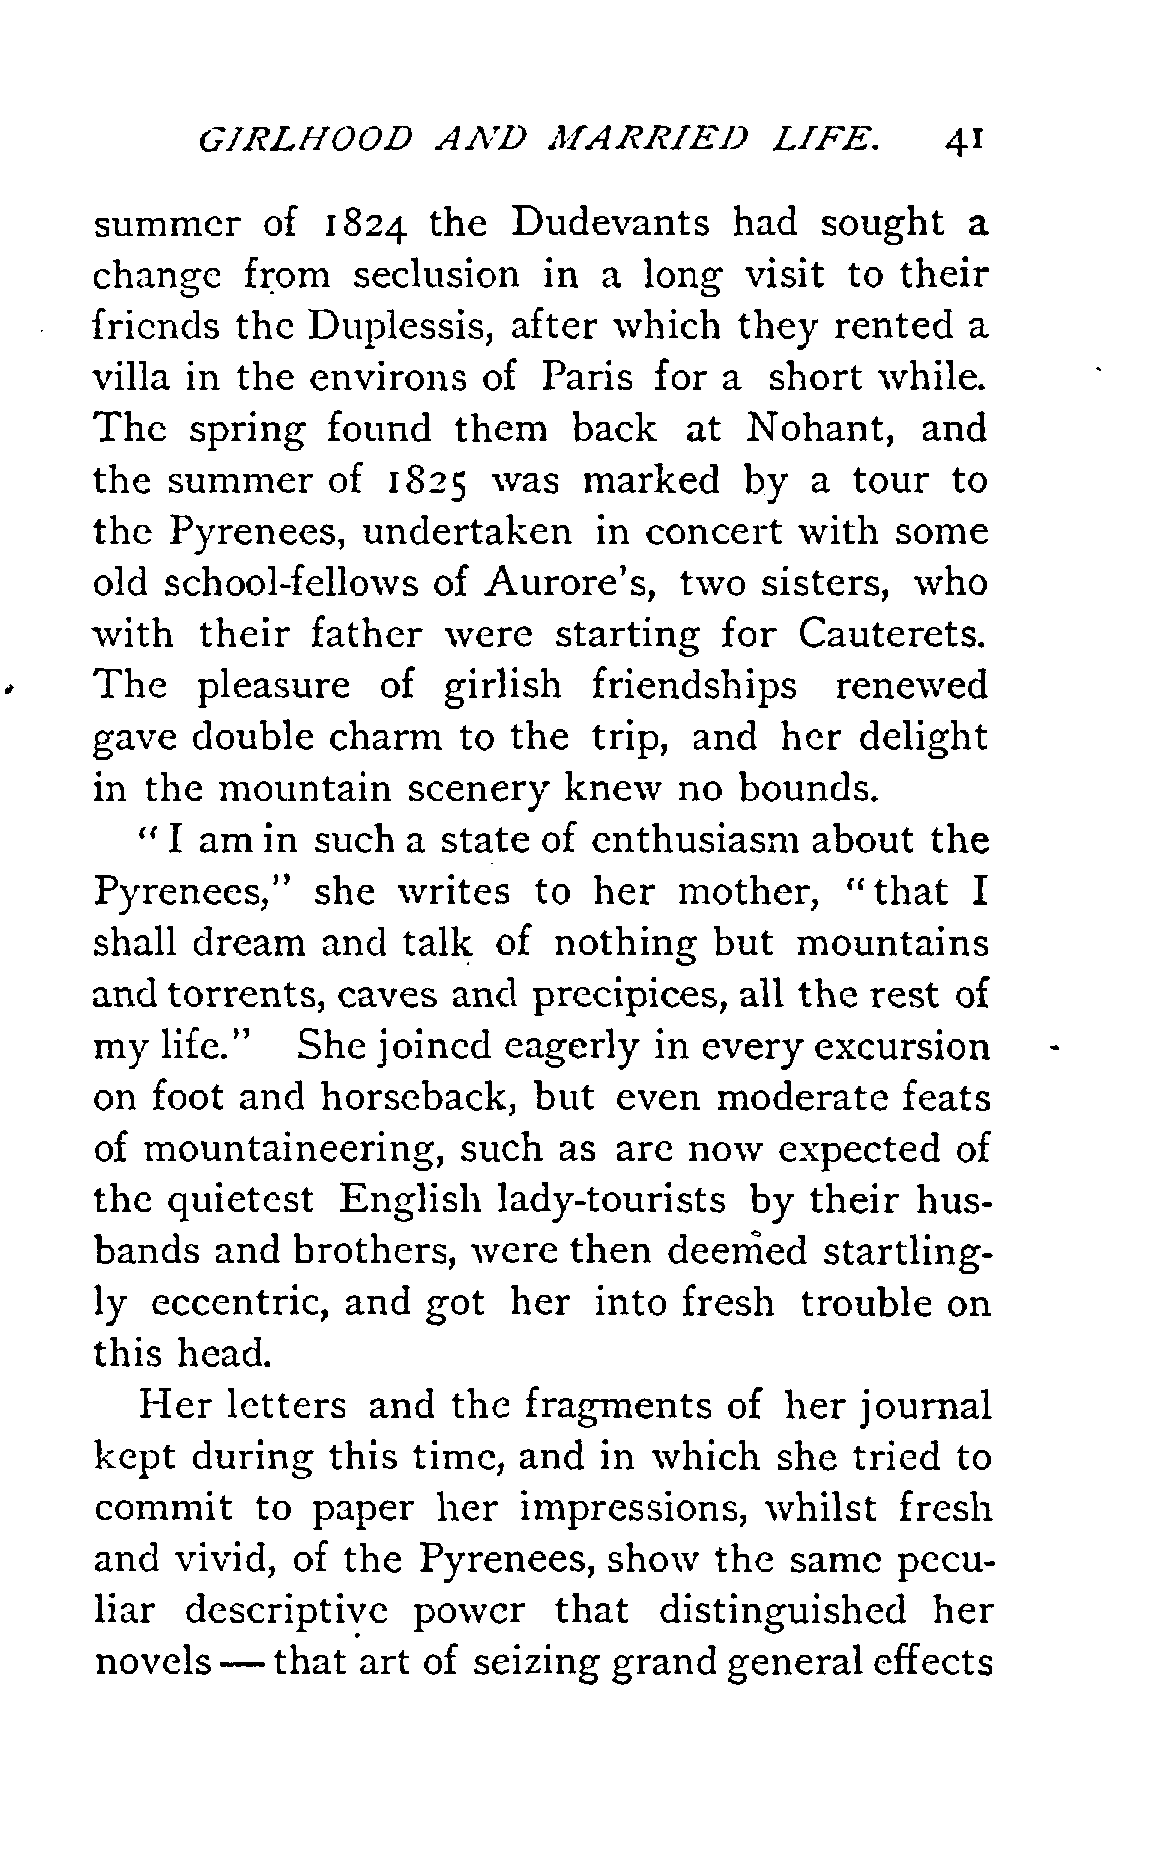 GIRLHOOD AND MARRIED LIFE. 41
summer of 1824 the Dudevants had sought a
change from seclusion in a long visit to their
friends the Duplessis, after which they rented a
villa in the environs of Paris for a short while.
The spring found them back at Nohant, and
the summer of 1825 was marked by a tour to
the Pyrenees, undertaken in concert with some
old school-fellows of Aurore's, two sisters, who
with their father were starting for Cauterets.
The pleasure of girlish friendships renewed
gave double charm to the trip, and her delight
in the mountain scenery knew no bounds.
"I am in such a state of enthusiasm about the
Pyrenees," she writes to her mother, "that I
shall dream and talk of nothing but mountains
and torrents, caves and precipices, all the rest of
my life." She joined eagerly in every excursion
on foot and horseback, but even moderate feats
of mountaineering, such as are now expected of
the quietest English lady-tourists by their hus-
bands and brothers, were then deemed startling-
ly eccentric, and got her into fresh trouble on
this head.
Her letters and the fragments of her journal
kept during this time, and in which she tried to
commit to paper her impressions, whilst fresh
and vivid, of the Pyrenees, show the same pecu-
liar descriptive power that distinguished her
novels — that art of seizing grand general effects